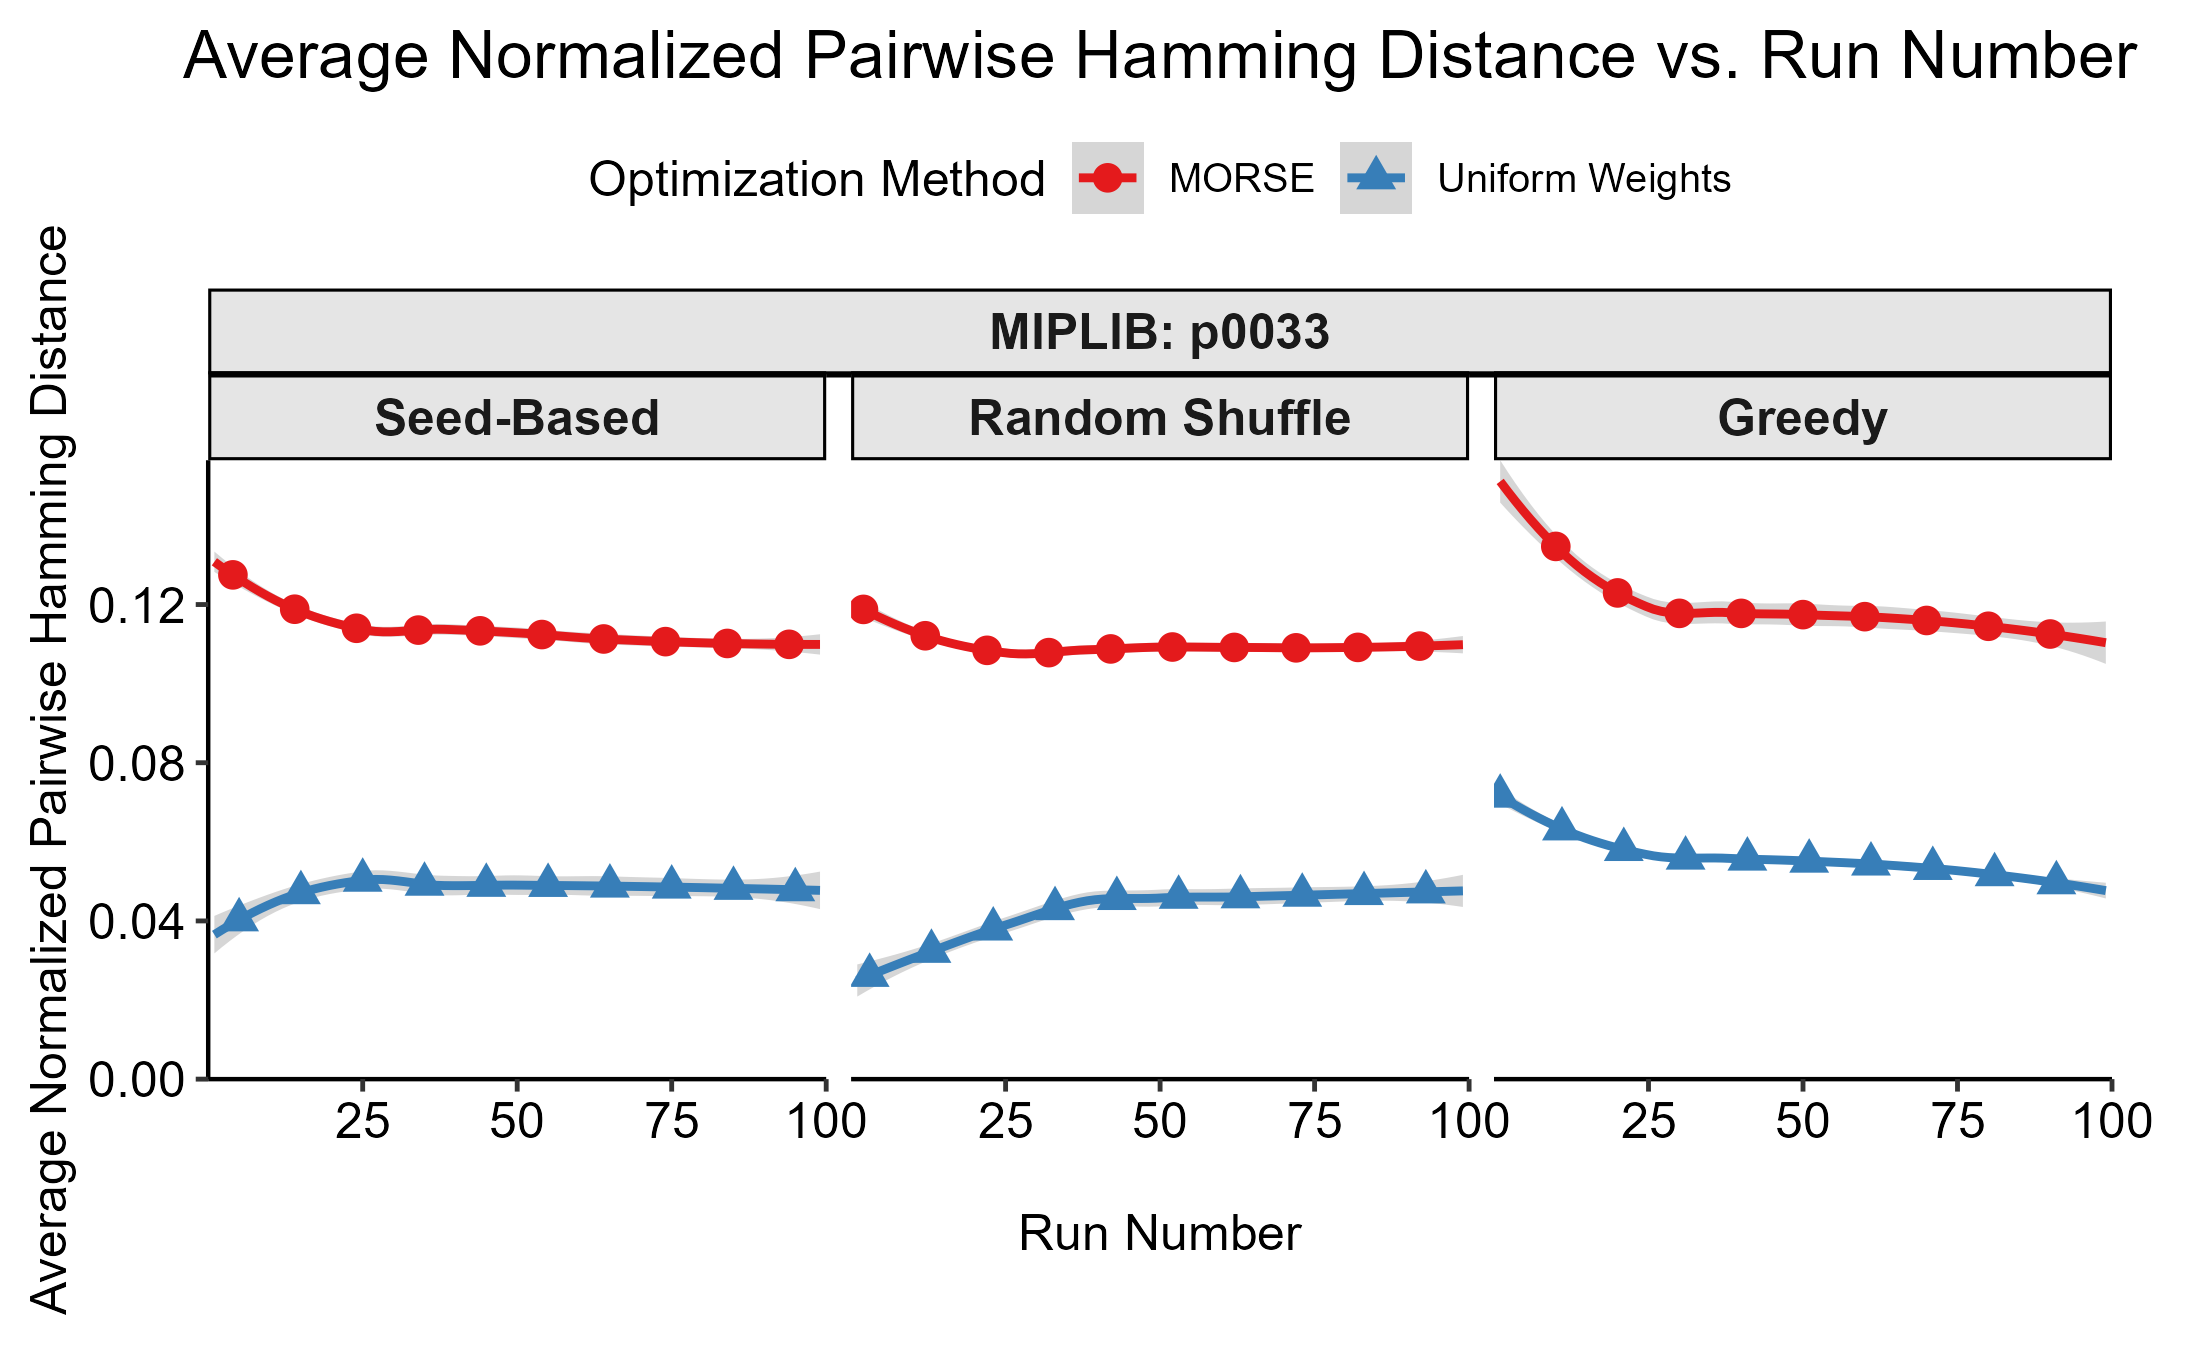 Average Normalized Pairwise Hamming Distance vs. Run Number
Optimization Method MORSE Uniform Weights
Average Normalized Pairwise Hamming Distance
MIPLIB: p0033
Seed-Based Random Shuffle Greedy
0.12
0.08
0.04
0.00
25 50 75 100 25 50 75 100 25 50 75 100
Run Number